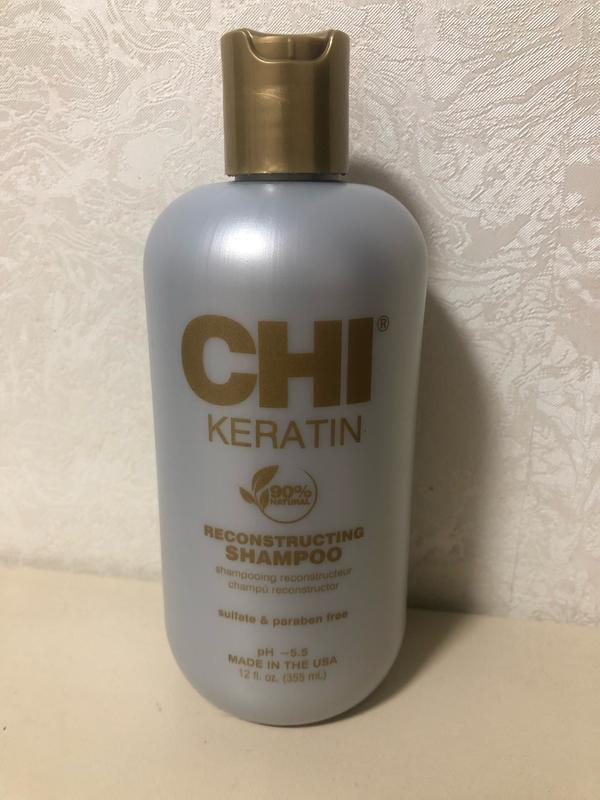 CHI®
KERATIN
90%
NATURAL
RECONSTRUCTING
SHAMPOO
shampooing reconstructeur
champú reconstructor
sulfate & paraben free
pH ~5.5
MADE IN THE USA
12 fl. oz. (355 mL)